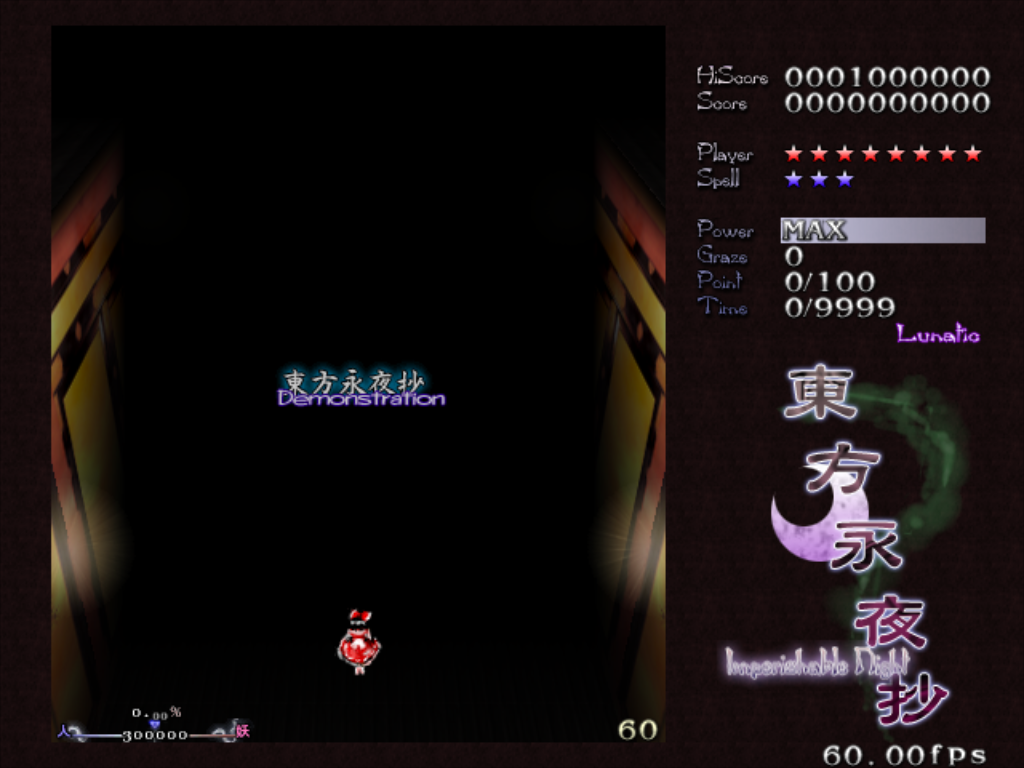 HiScore 0001000000
Score 0000000000
Player
Spell
Power MAX
Graze 0
Point 0/100
Time 0/9999
Lunatic
東方永夜抄
Demonstration
東方永夜抄
Imperishable Night
0.00%
人 300000 妖
60
60.00fps